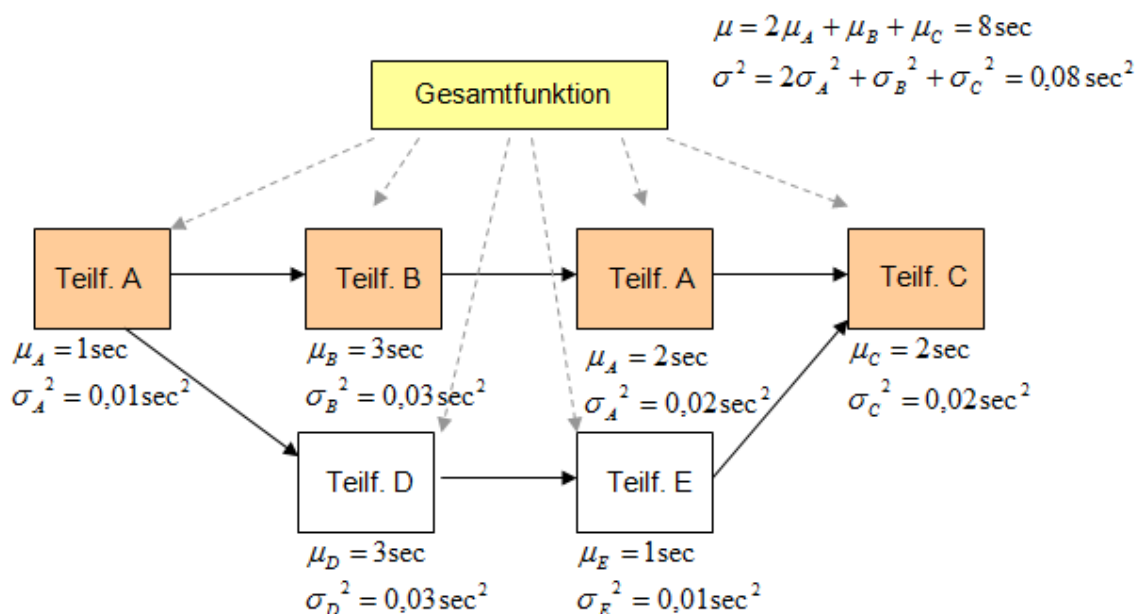 μ = 2μ_A + μ_B + μ_C = 8sec
σ² = 2σ_A² + σ_B² + σ_C² = 0,08sec²
Gesamtfunktion
Teilf. A
Teilf. B
Teilf. A
Teilf. C
μ_A = 1sec
σ_A² = 0,01sec²
μ_B = 3sec
σ_B² = 0,03sec²
μ_A = 2sec
σ_A² = 0,02sec²
μ_C = 2sec
σ_C² = 0,02sec²
Teilf. D
Teilf. E
μ_D = 3sec
σ_D² = 0,03sec²
μ_E = 1sec
σ_E² = 0,01sec²